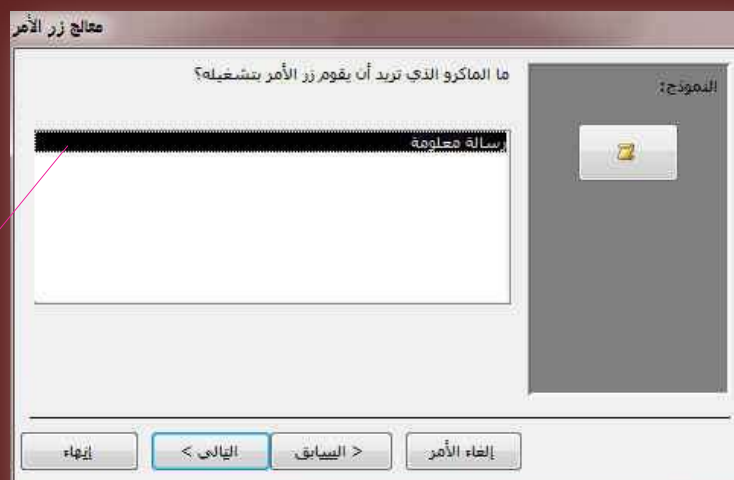 معالج زر الأمر
النموذج:
ما الماكرو الذي تريد أن يقوم زر الأمر بتشغيله؟
رسالة معلومة
إلغاء الأمر
< السابق
التالي >
إنهاء